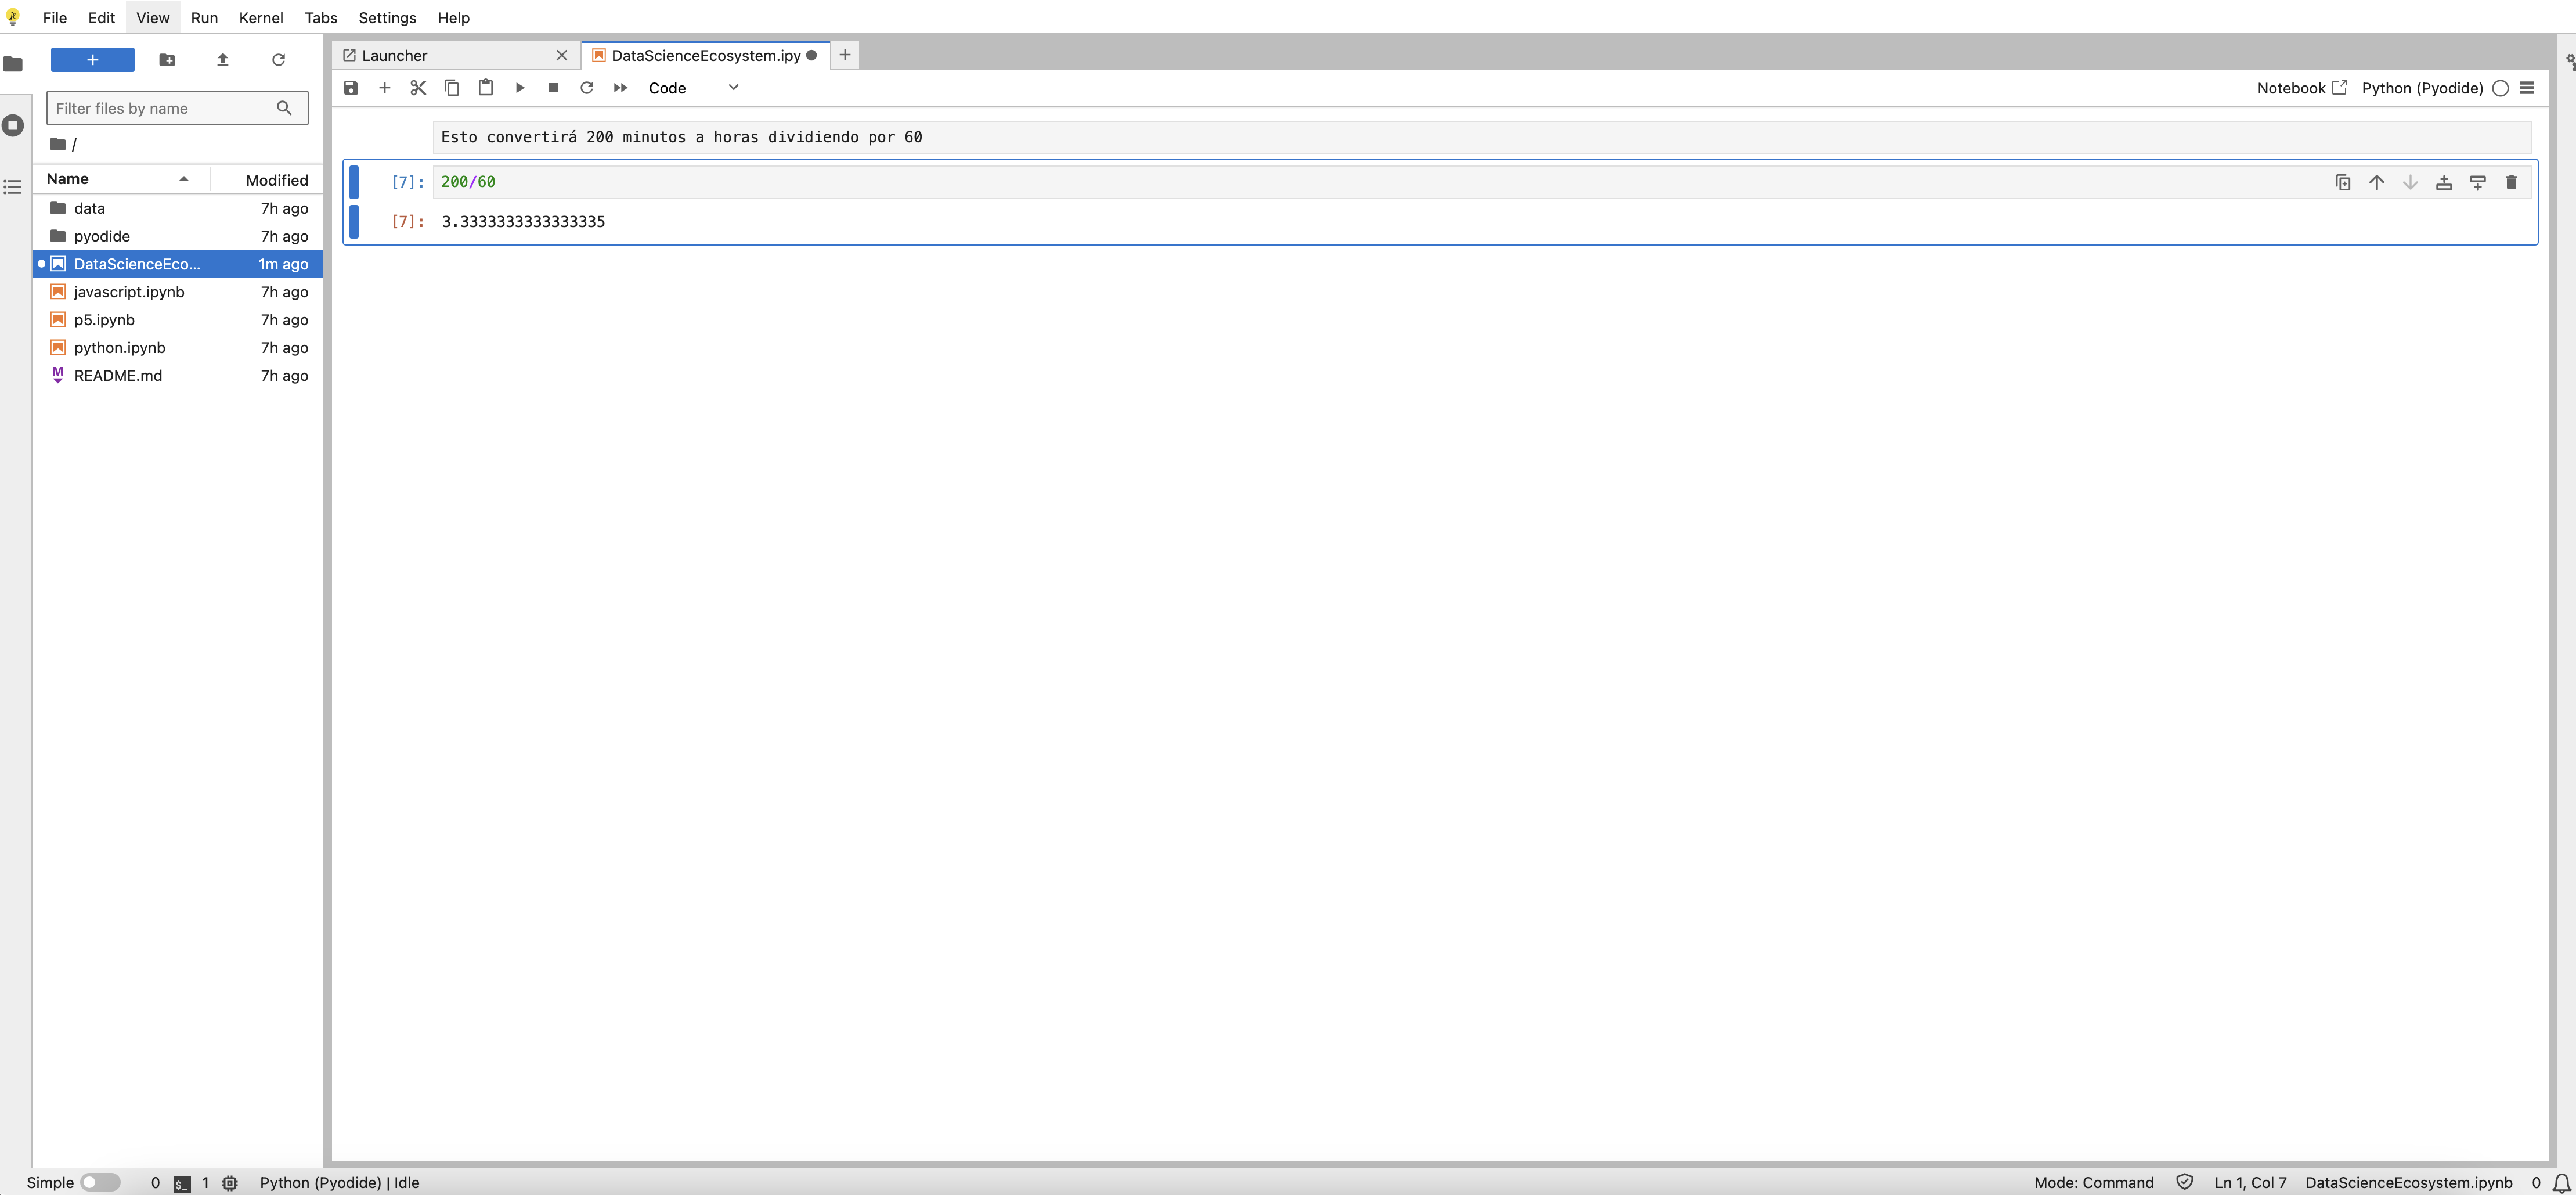 File Edit View Run Kernel Tabs Settings Help
+
Filter files by name
/
Name Modified
data 7h ago
pyodide 7h ago
DataScienceEco... 1m ago
javascript.ipynb 7h ago
p5.ipynb 7h ago
python.ipynb 7h ago
README.md 7h ago
Launcher DataScienceEcosystem.ipy
Code Notebook Python (Pyodide)
Esto convertirá 200 minutos a horas dividiendo por 60
[7]: 200/60
[7]: 3.3333333333333335
Simple 0 $_ 1 Python (Pyodide) | Idle Mode: Command Ln 1, Col 7 DataScienceEcosystem.ipynb 0